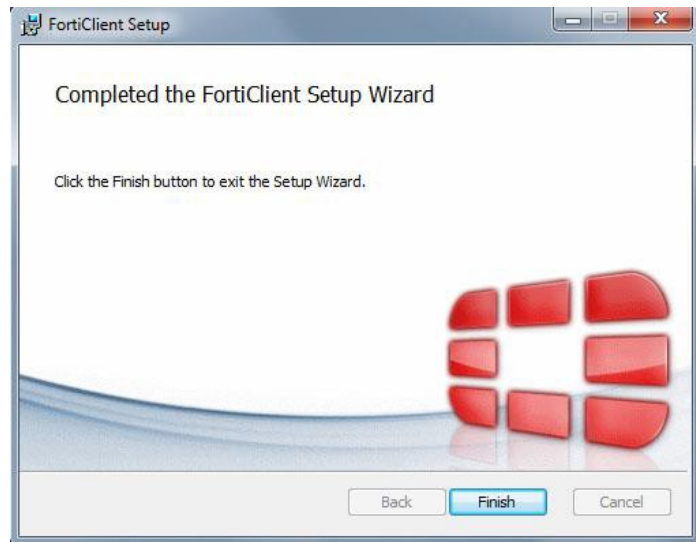 FortiClient Setup
Completed the FortiClient Setup Wizard
Click the Finish button to exit the Setup Wizard.
Back Finish Cancel